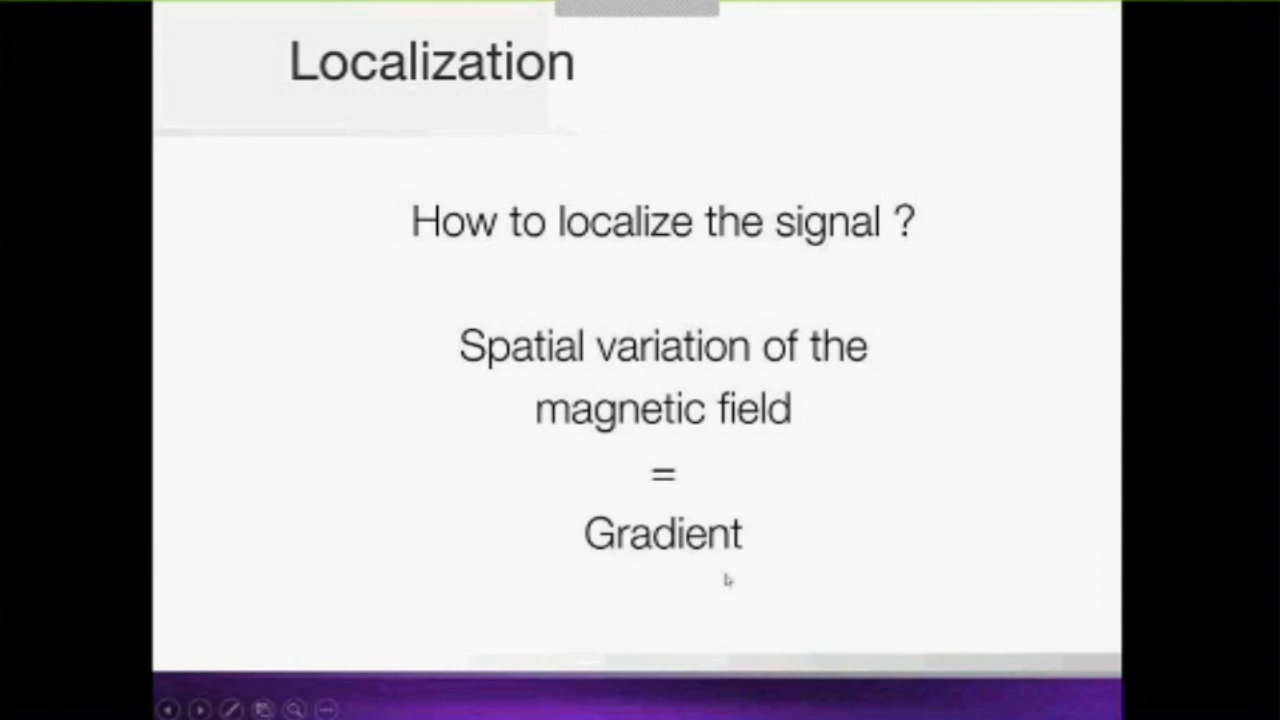 Localization
How to localize the signal ?
Spatial variation of the
magnetic field
=
Gradient